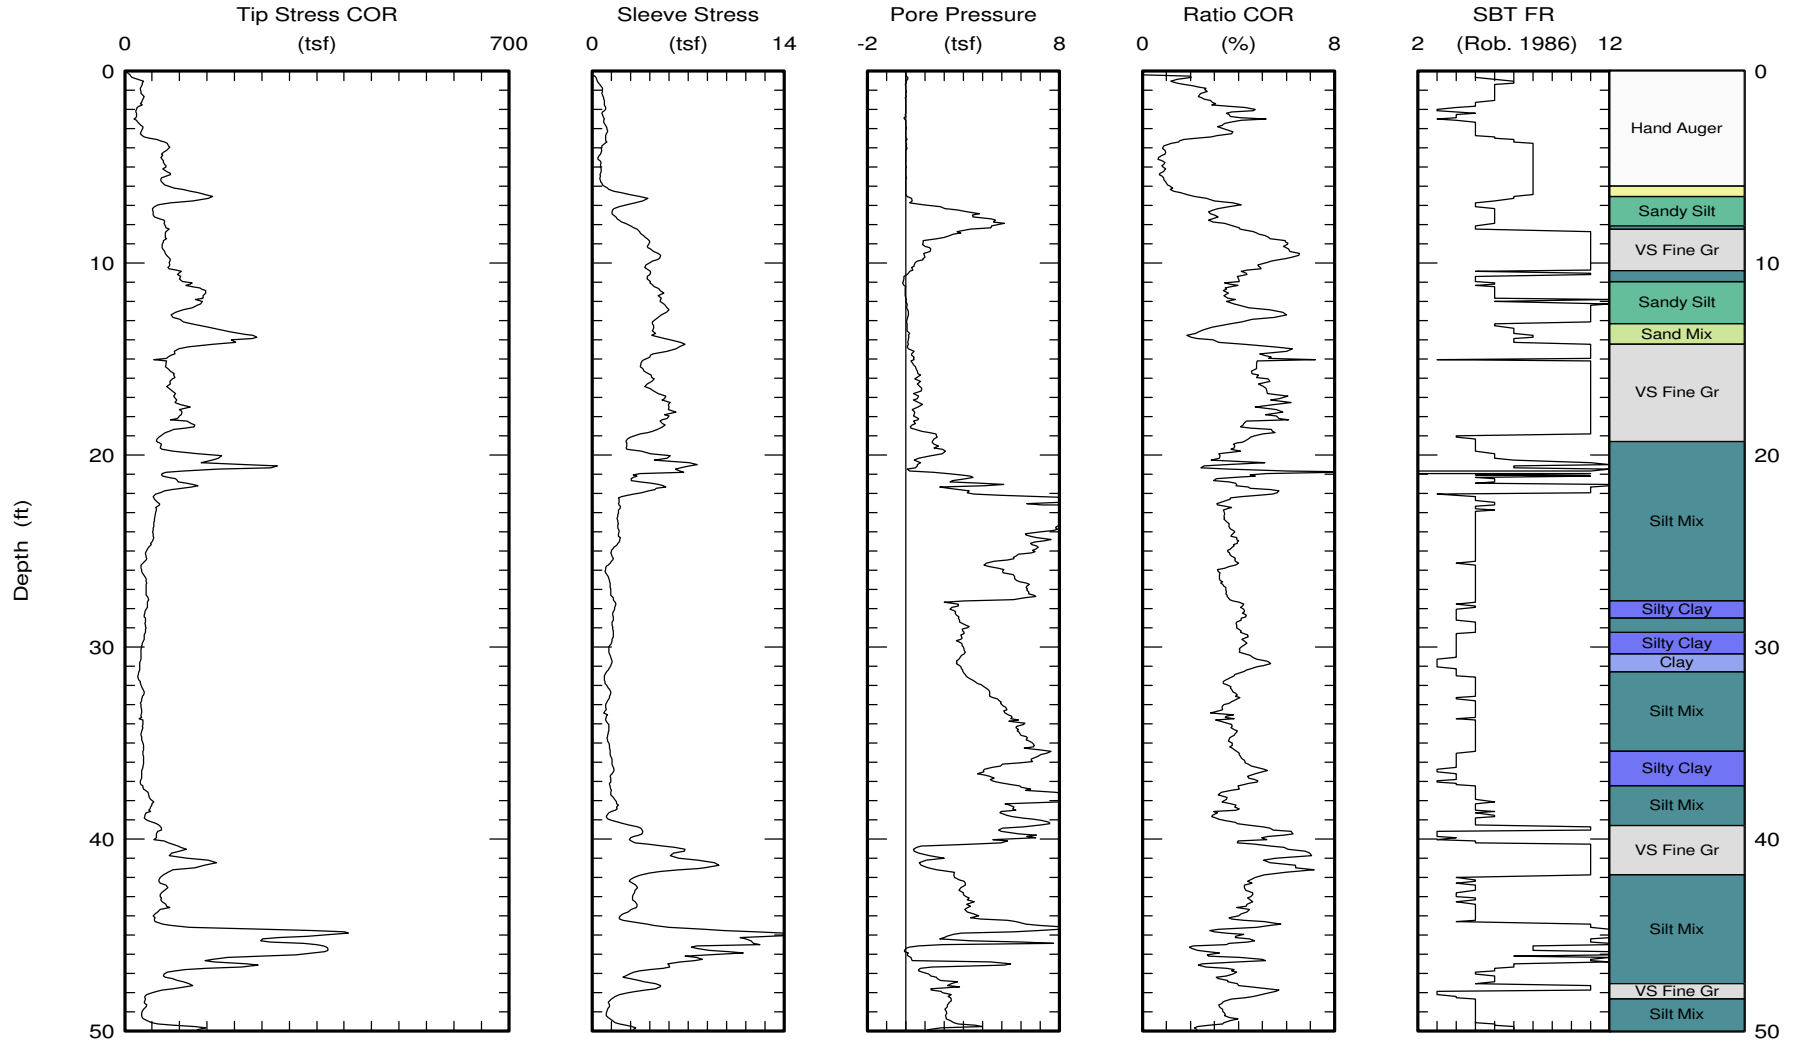 Tip Stress COR Sleeve Stress Pore Pressure Ratio COR SBT FR
0 (tsf) 700 0 (tsf) 14 -2 (tsf) 8 0 (%) 8 2 (Rob. 1986) 12
0 0
Hand Auger
Sandy Silt
VS Fine Gr
10 10
Sandy Silt
Sand Mix
VS Fine Gr
20 20
Silt Mix
Depth (ft)
Silty Clay
Silty Clay
30 30
Clay
Silt Mix
Silty Clay
Silt Mix
40 40
VS Fine Gr
Silt Mix
VS Fine Gr
Silt Mix
50 50